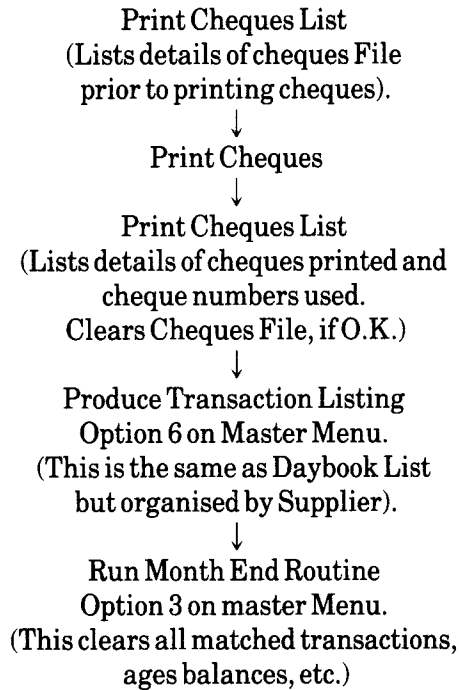 Print Cheques List
(Lists details of cheques File
prior to printing cheques).
↓
Print Cheques
↓
Print Cheques List
(Lists details of cheques printed and
cheque numbers used.
Clears Cheques File, if O.K.)
↓
Produce Transaction Listing
Option 6 on Master Menu.
(This is the same as Daybook List
but organised by Supplier).
↓
Run Month End Routine
Option 3 on master Menu.
(This clears all matched transactions,
ages balances, etc.)